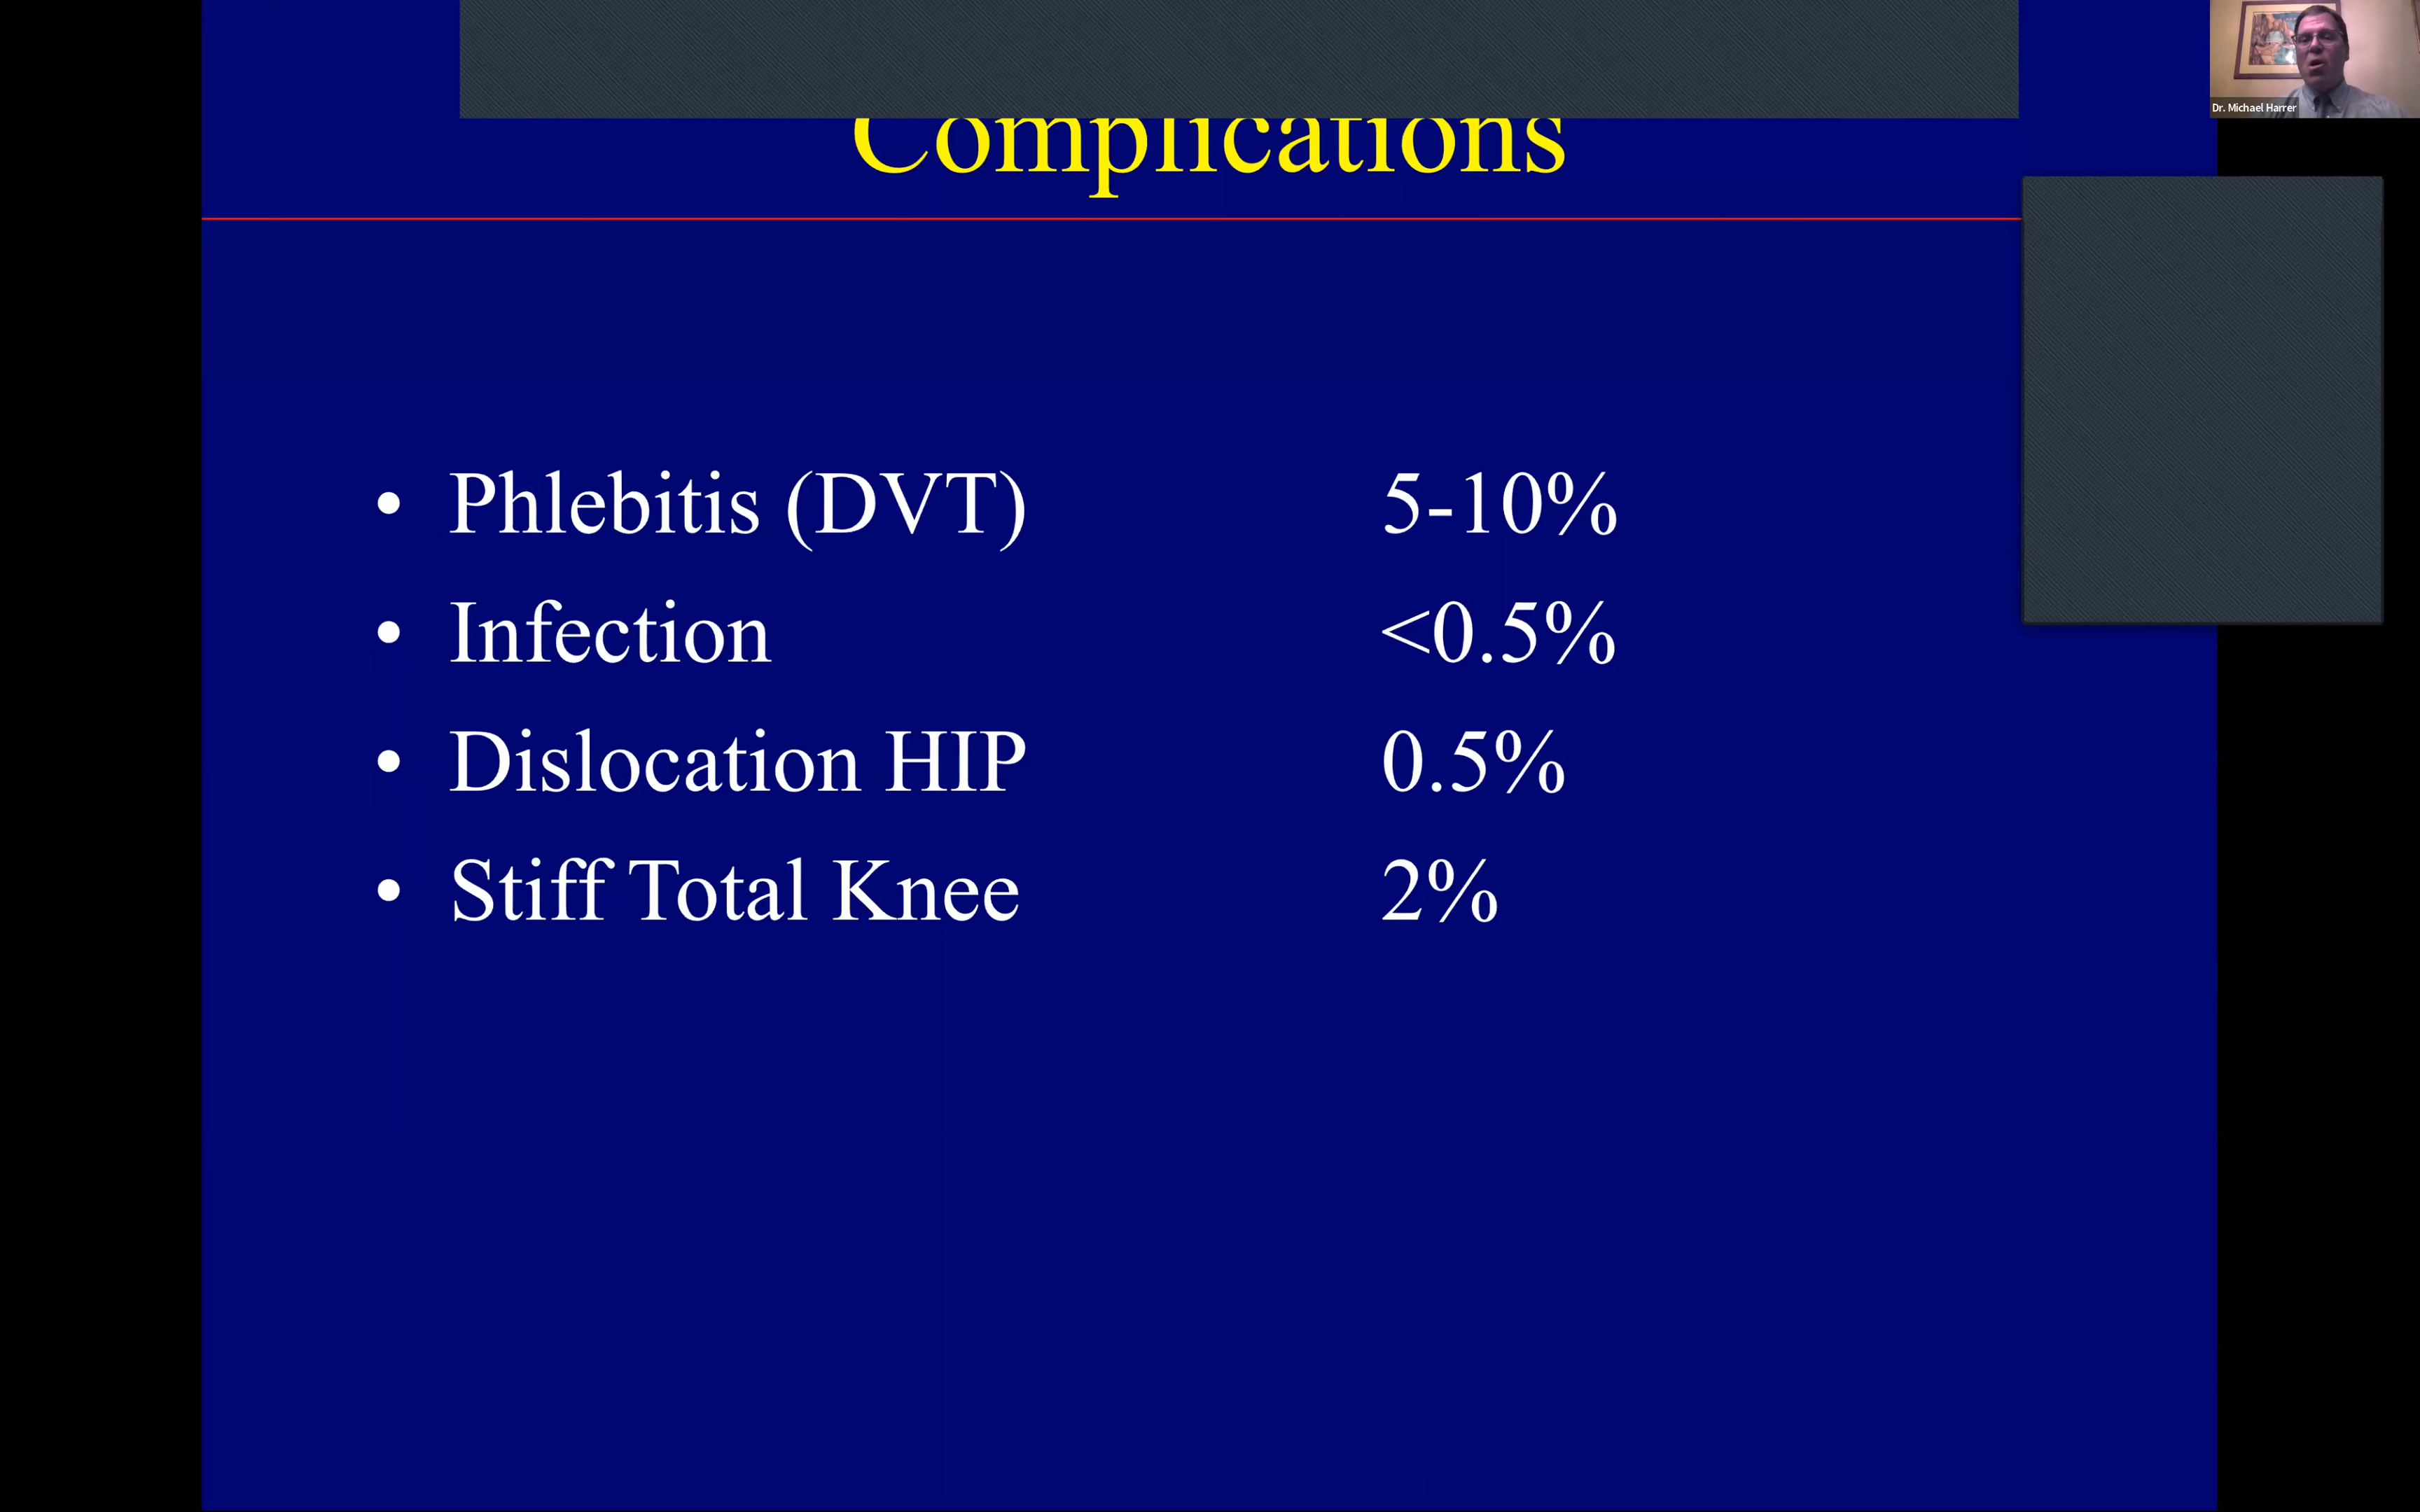 Dr. Michael Harrer
Complications
• Phlebitis (DVT) 5-10%
• Infection <0.5%
• Dislocation HIP 0.5%
• Stiff Total Knee 2%